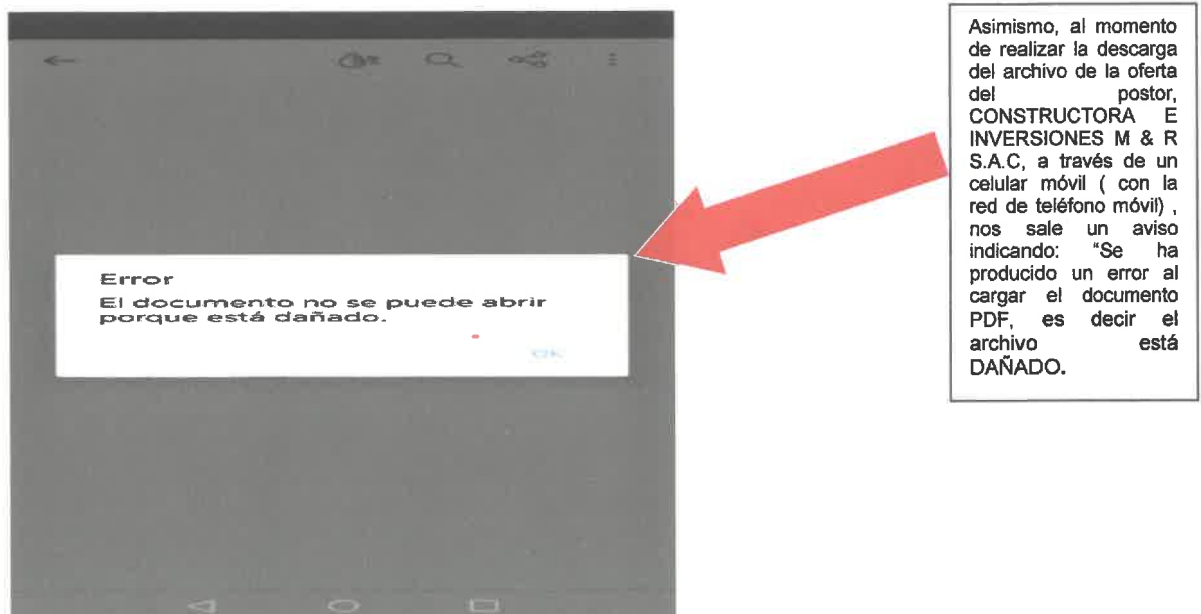 Error
El documento no se puede abrir
porque está dañado.
OK
Asimismo, al momento
de realizar la descarga
del archivo de la oferta
del postor,
CONSTRUCTORA E
INVERSIONES M & R
S.A.C, a través de un
celular móvil ( con la
red de teléfono móvil) ,
nos sale un aviso
indicando: “Se ha
producido un error al
cargar el documento
PDF, es decir el
archivo está
DAÑADO.